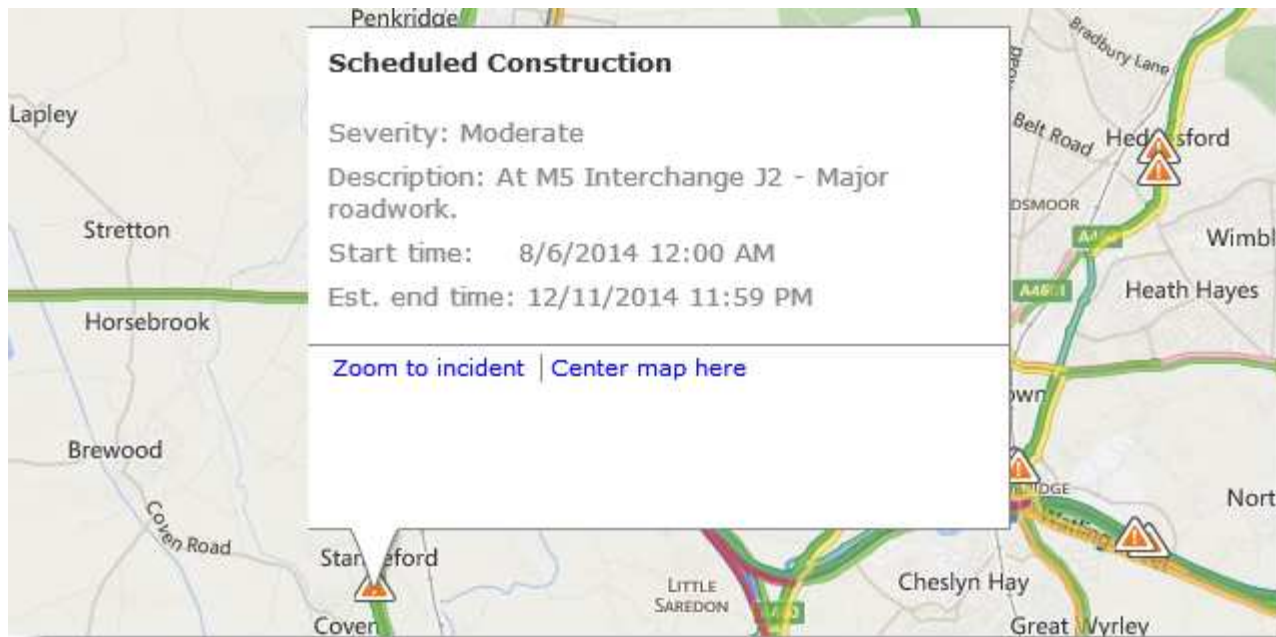 Penkridge
Bradbury Lane
Scheduled Construction
Lapley
Severity: Moderate
Belt Road
Description: At M5 Interchange J2 - Major
roadwork.
Stretton
Wimbl
Start time: 8/6/2014 12:00 AM
Heath Hayes
Est. end time: 12/11/2014 11:59 PM
Horsebrook
Zoom to incident | Center map here
Brewood
Nort
Coven Road
Cheslyn Hay
LITTLE
SAREDON
Coven
Great Wyrley